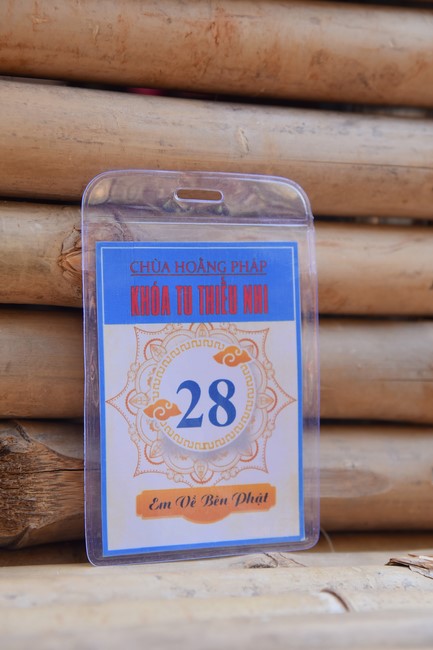 CHÙA HOẰNG PHÁP
KHÓA TU THIẾU NHI
28
Em Về Bên Phật